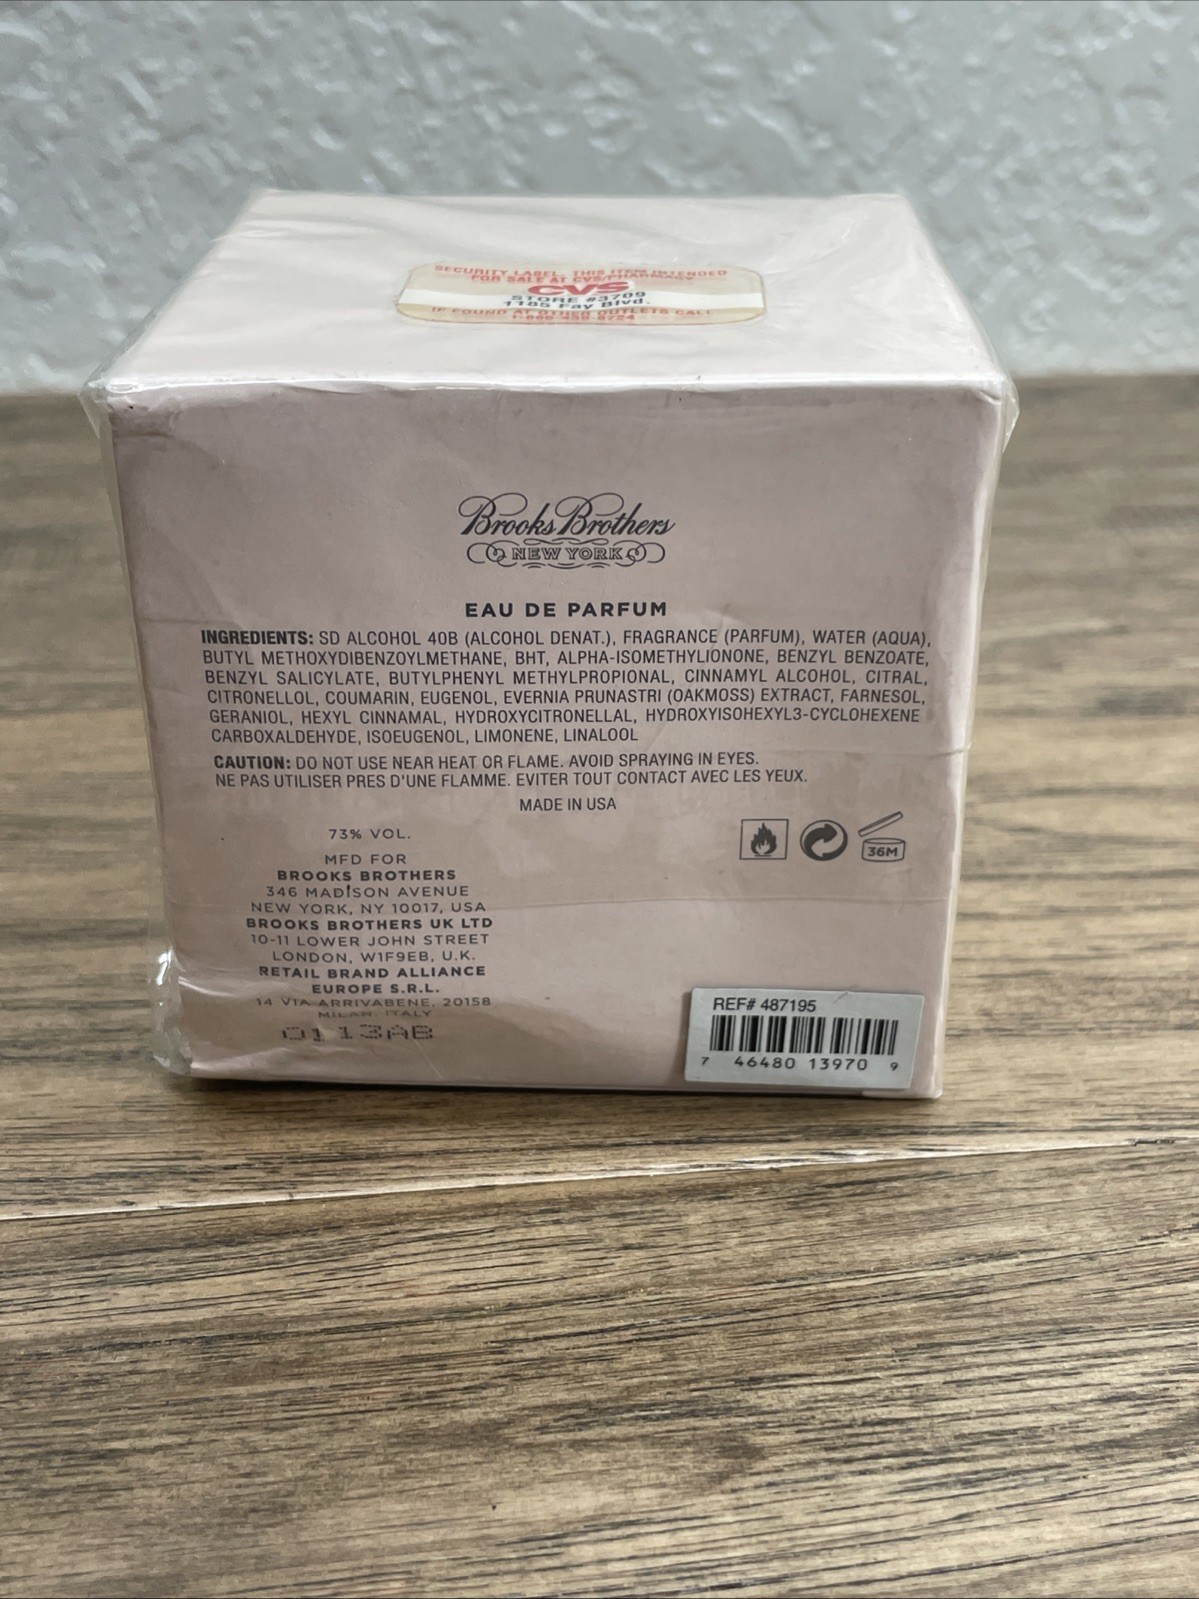 SECURITY LABEL. THIS ITEM INTENDED
FOR SALE AT CVS/PHARMACY
CVS
STORE #3709
1185 Fay Blvd.
IF FOUND AT OTHER OUTLETS CALL
Brooks Brothers
NEW YORK
EAU DE PARFUM
INGREDIENTS: SD ALCOHOL 40B (ALCOHOL DENAT.), FRAGRANCE (PARFUM), WATER (AQUA),
BUTYL METHOXYDIBENZOYLMETHANE, BHT, ALPHA-ISOMETHYLIONONE, BENZYL BENZOATE,
BENZYL SALICYLATE, BUTYLPHENYL METHYLPROPIONAL, CINNAMYL ALCOHOL, CITRAL,
CITRONELLOL, COUMARIN, EUGENOL, EVERNIA PRUNASTRI (OAKMOSS) EXTRACT, FARNESOL,
GERANIOL, HEXYL CINNAMAL, HYDROXYCITRONELLAL, HYDROXYISOHEXYL3-CYCLOHEXENE
CARBOXALDEHYDE, ISOEUGENOL, LIMONENE, LINALOOL
CAUTION: DO NOT USE NEAR HEAT OR FLAME. AVOID SPRAYING IN EYES.
NE PAS UTILISER PRES D'UNE FLAMME. EVITER TOUT CONTACT AVEC LES YEUX.
MADE IN USA
73% VOL.
36M
MFD FOR
BROOKS BROTHERS
346 MADISON AVENUE
NEW YORK, NY 10017, USA
BROOKS BROTHERS UK LTD
10-11 LOWER JOHN STREET
LONDON, W1F9EB, U.K.
RETAIL BRAND ALLIANCE
EUROPE S.R.L.
14 VIA ARRIVABENE, 20158
MILAN, ITALY
0113AB
REF# 487195
7 46480 13970 9